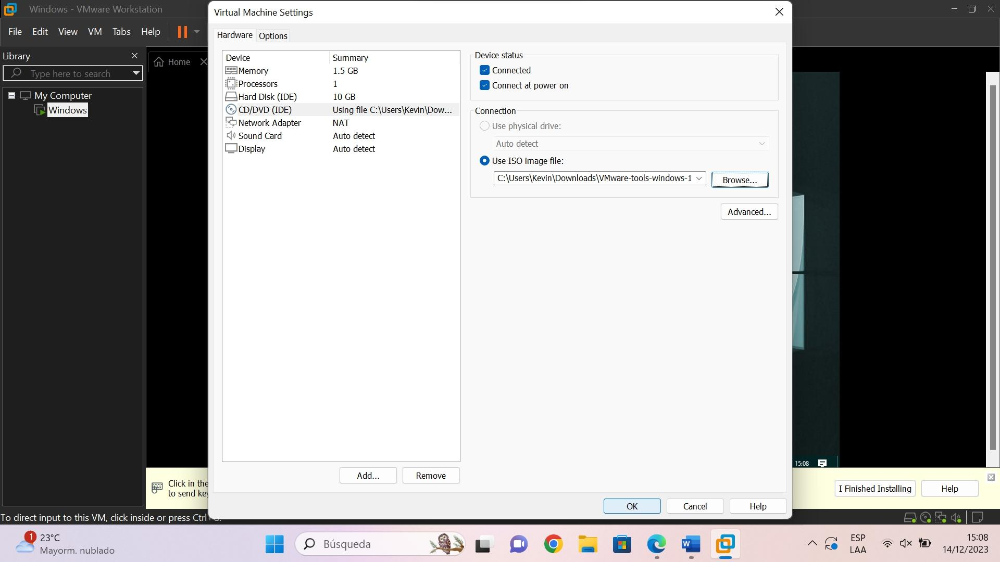 Windows - VMware Workstation
File Edit View VM Tabs Help
Library
Type here to search
My Computer
Windows
Home
Virtual Machine Settings
Hardware Options
Device Summary
Memory 1.5 GB
Processors 1
Hard Disk (IDE) 10 GB
CD/DVD (IDE) Using file C:\Users\Kevin\Dow...
Network Adapter NAT
Sound Card Auto detect
Display Auto detect
Add... Remove
Device status
Connected
Connect at power on
Connection
Use physical drive:
Auto detect
Use ISO image file:
C:\Users\Kevin\Downloads\VMware-tools-windows-1
Browse...
Advanced...
OK Cancel Help
15:08
Click in the
to send
I Finished Installing Help
To direct input to this VM, click inside or press Ctrl+G.
1
23°C
Mayorm. nublado
Búsqueda
ESP
LAA
15:08
14/12/2023